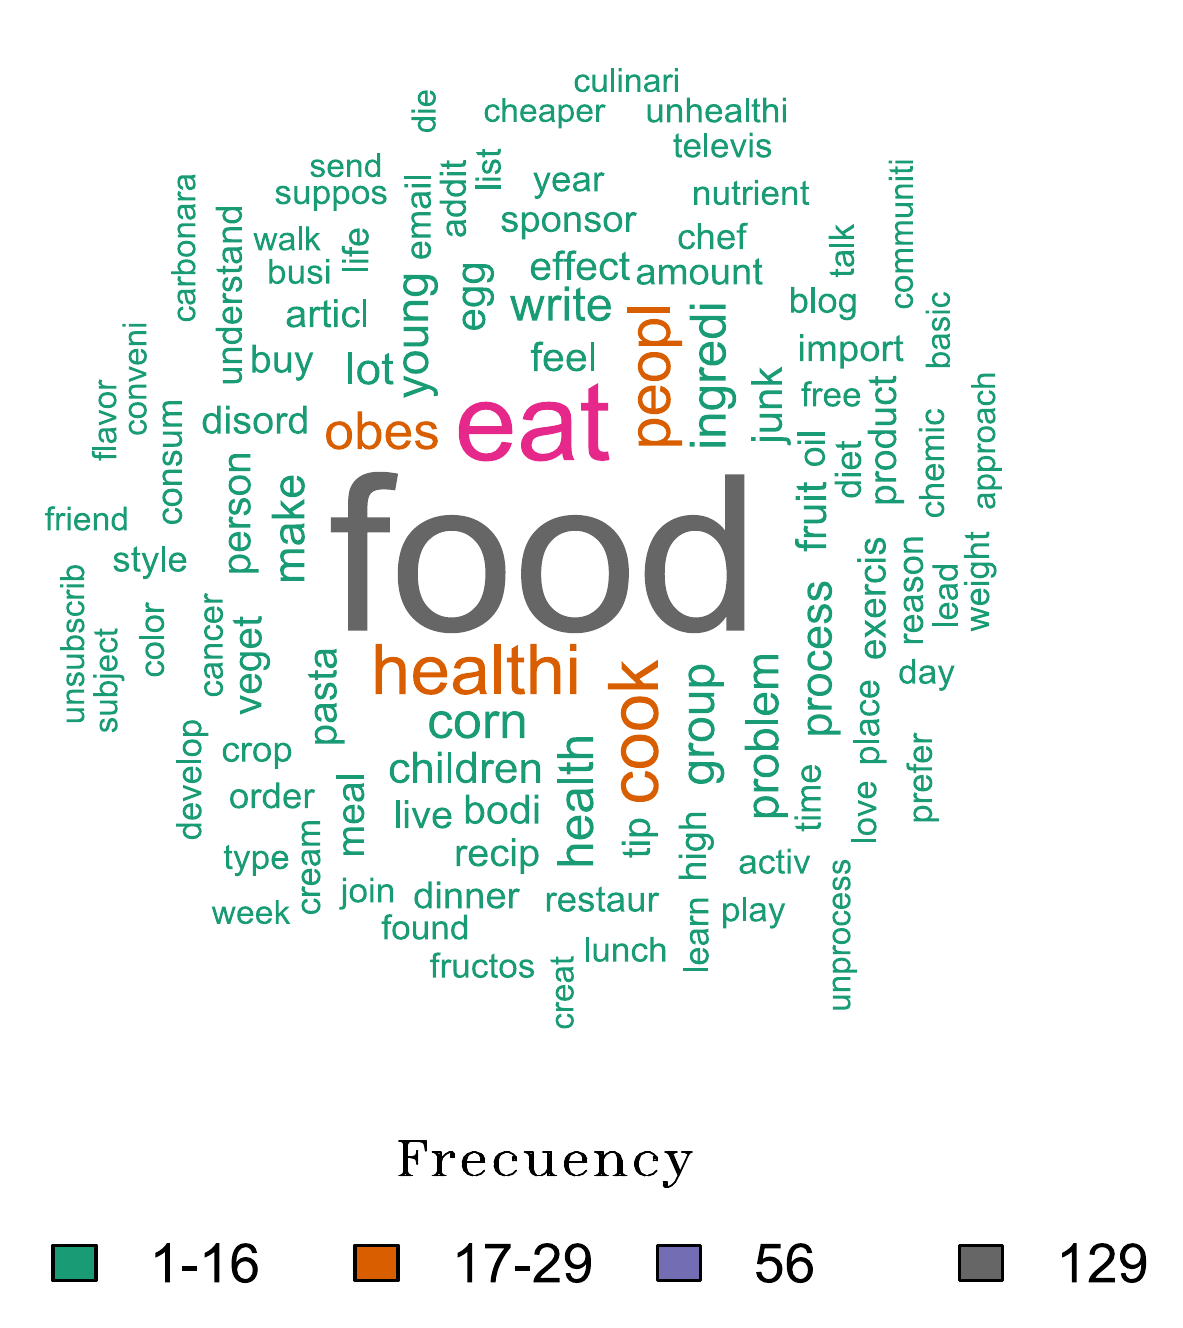 culinari
cheaper
unhealthi
die
televis
send
list
addit
year
nutrient
suppos
email
sponsor
carbonara
communiti
understand
walk
life
chef
talk
busi
egg
effect
amount
young
articl
write
peopl
ingredi
blog
basic
conveni
buy
lot
feel
import
flavor
junk
free
product
approach
consum
disord
obes
eat
oil
diet
chemic
person
make
food
fruit
friend
style
exercis
reason
lead
weight
unsubscrib
subject
color
cancer
veget
pasta
healthi
cook
group
problem
process
day
develop
crop
corn
place
prefer
order
meal
children
health
time
love
live
bodi
tip
high
type
cream
recip
activ
week
join
dinner
restaur
learn
play
unprocess
found
lunch
fructos
creat
Frecuency
1-16 17-29 56 129